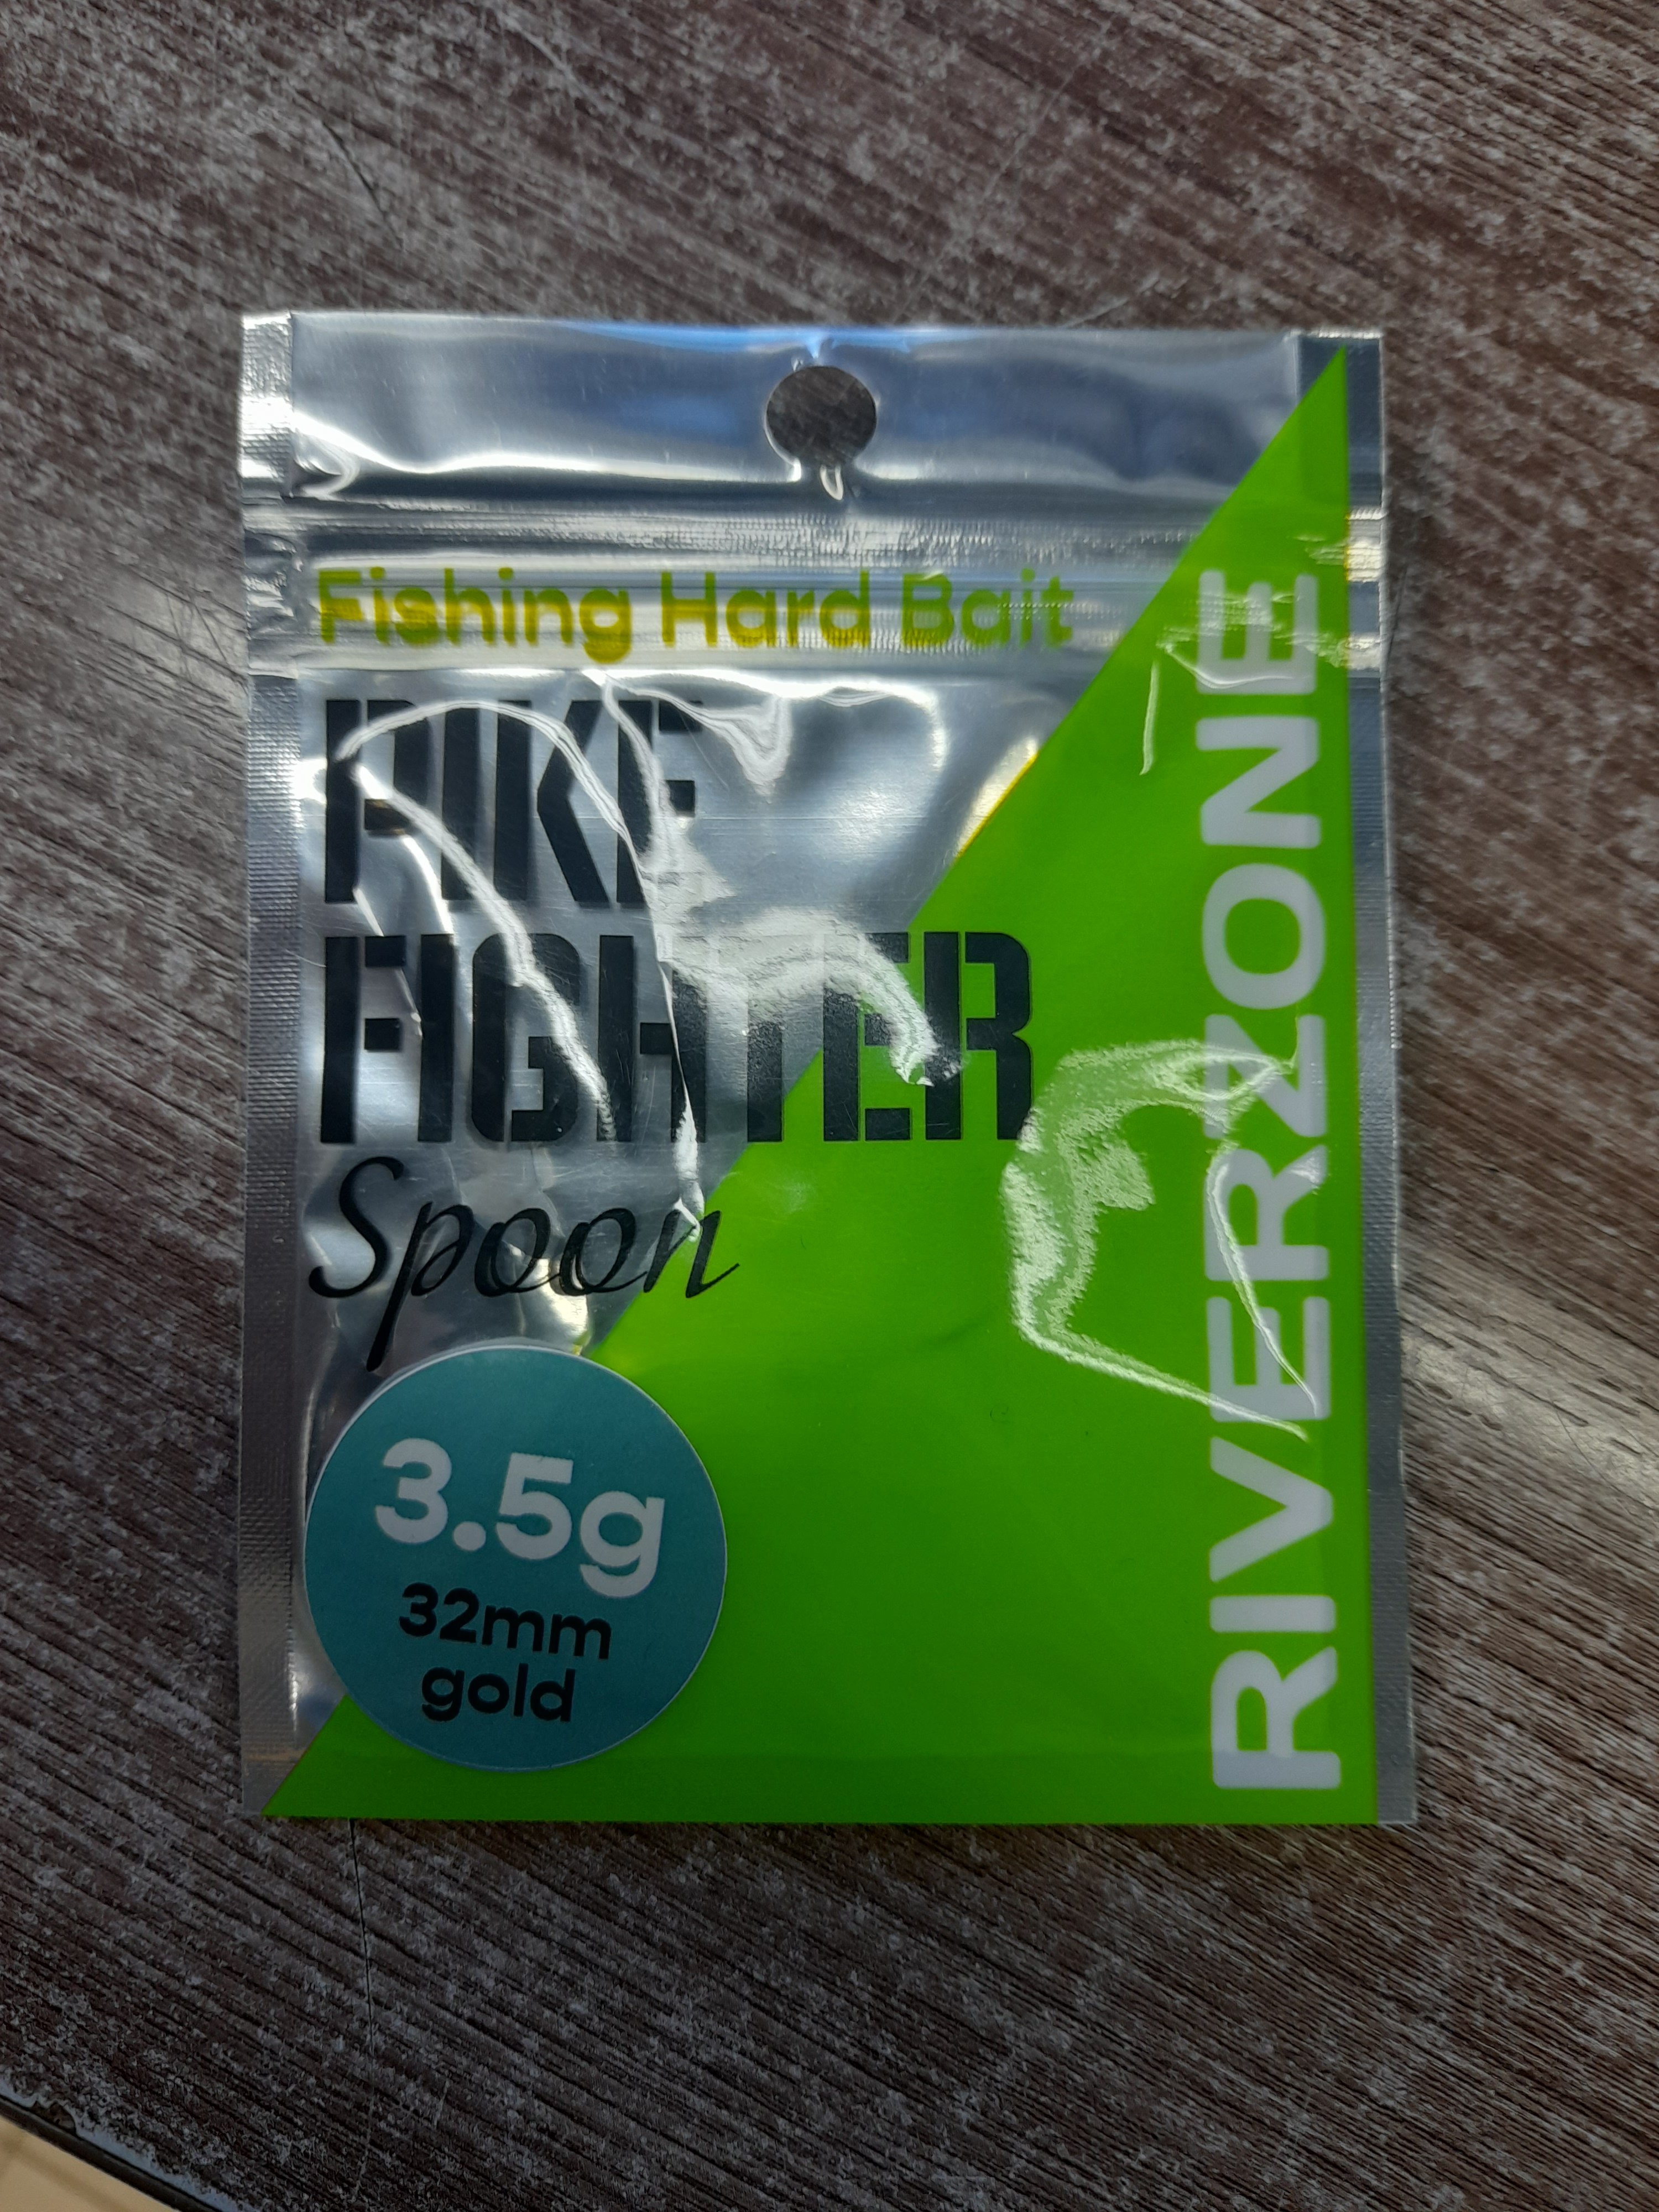 Fishing Hard Bait
PIKE
FIGHTER
Spoon
3.5g
32mm
gold
RIVERZONE